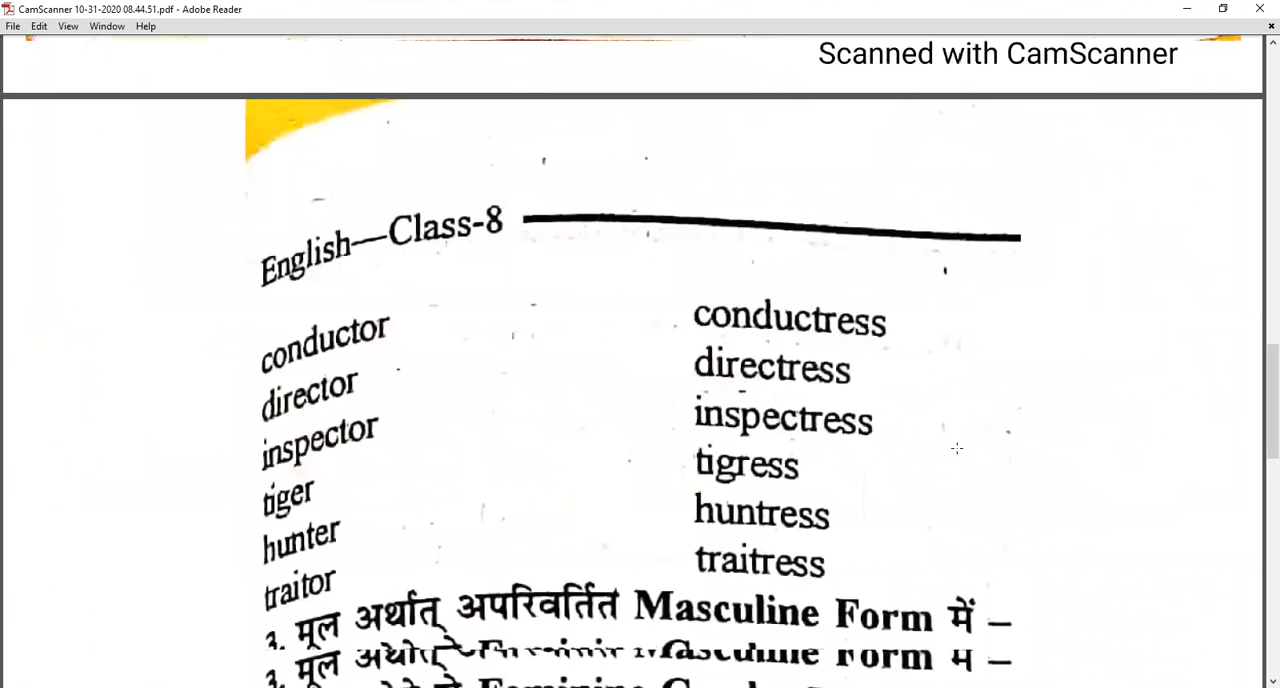 CamScanner 10-31-2020 08.44.51.pdf - Adobe Reader
File Edit View Window Help
Scanned with CamScanner
English—Class-8
conductor conductress
director directress
inspector inspectress
tiger tigress
hunter huntress
traitor traitress
मूल अर्थात् अपरिवर्तित Masculine Form में –
मूल Masculine Form में –